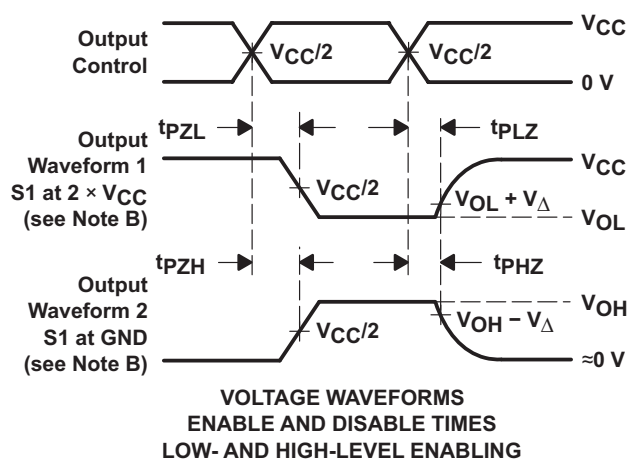 Output
Control
VCC/2
VCC/2
VCC
0 V
tPZL
tPLZ
Output
Waveform 1
S1 at 2 × VCC
(see Note B)
VCC/2
VOL + VΔ
VCC
VOL
tPZH
tPHZ
Output
Waveform 2
S1 at GND
(see Note B)
VCC/2
VOH − VΔ
VOH
≈0 V
VOLTAGE WAVEFORMS
ENABLE AND DISABLE TIMES
LOW- AND HIGH-LEVEL ENABLING